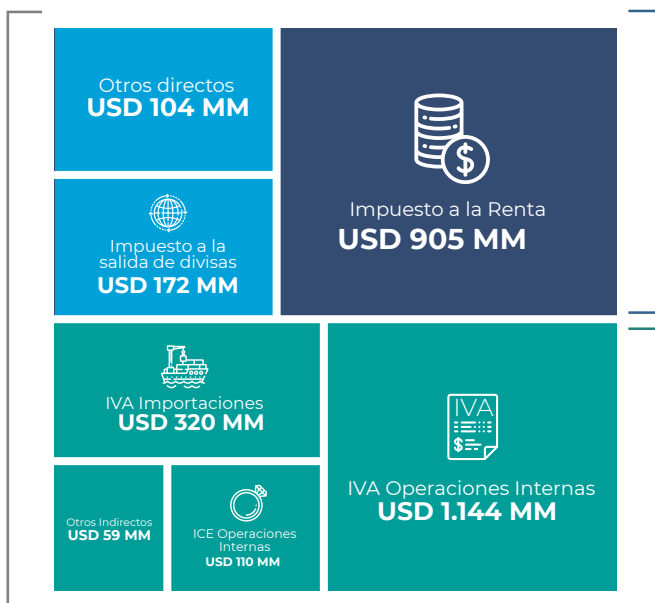 Otros directos
USD 104 MM
Impuesto a la
salida de divisas
USD 172 MM
$
Impuesto a la Renta
USD 905 MM
IVA Importaciones
USD 320 MM
Otros Indirectos
USD 59 MM
ICE Operaciones
Internas
USD 110 MM
IVA
$
IVA Operaciones Internas
USD 1.144 MM